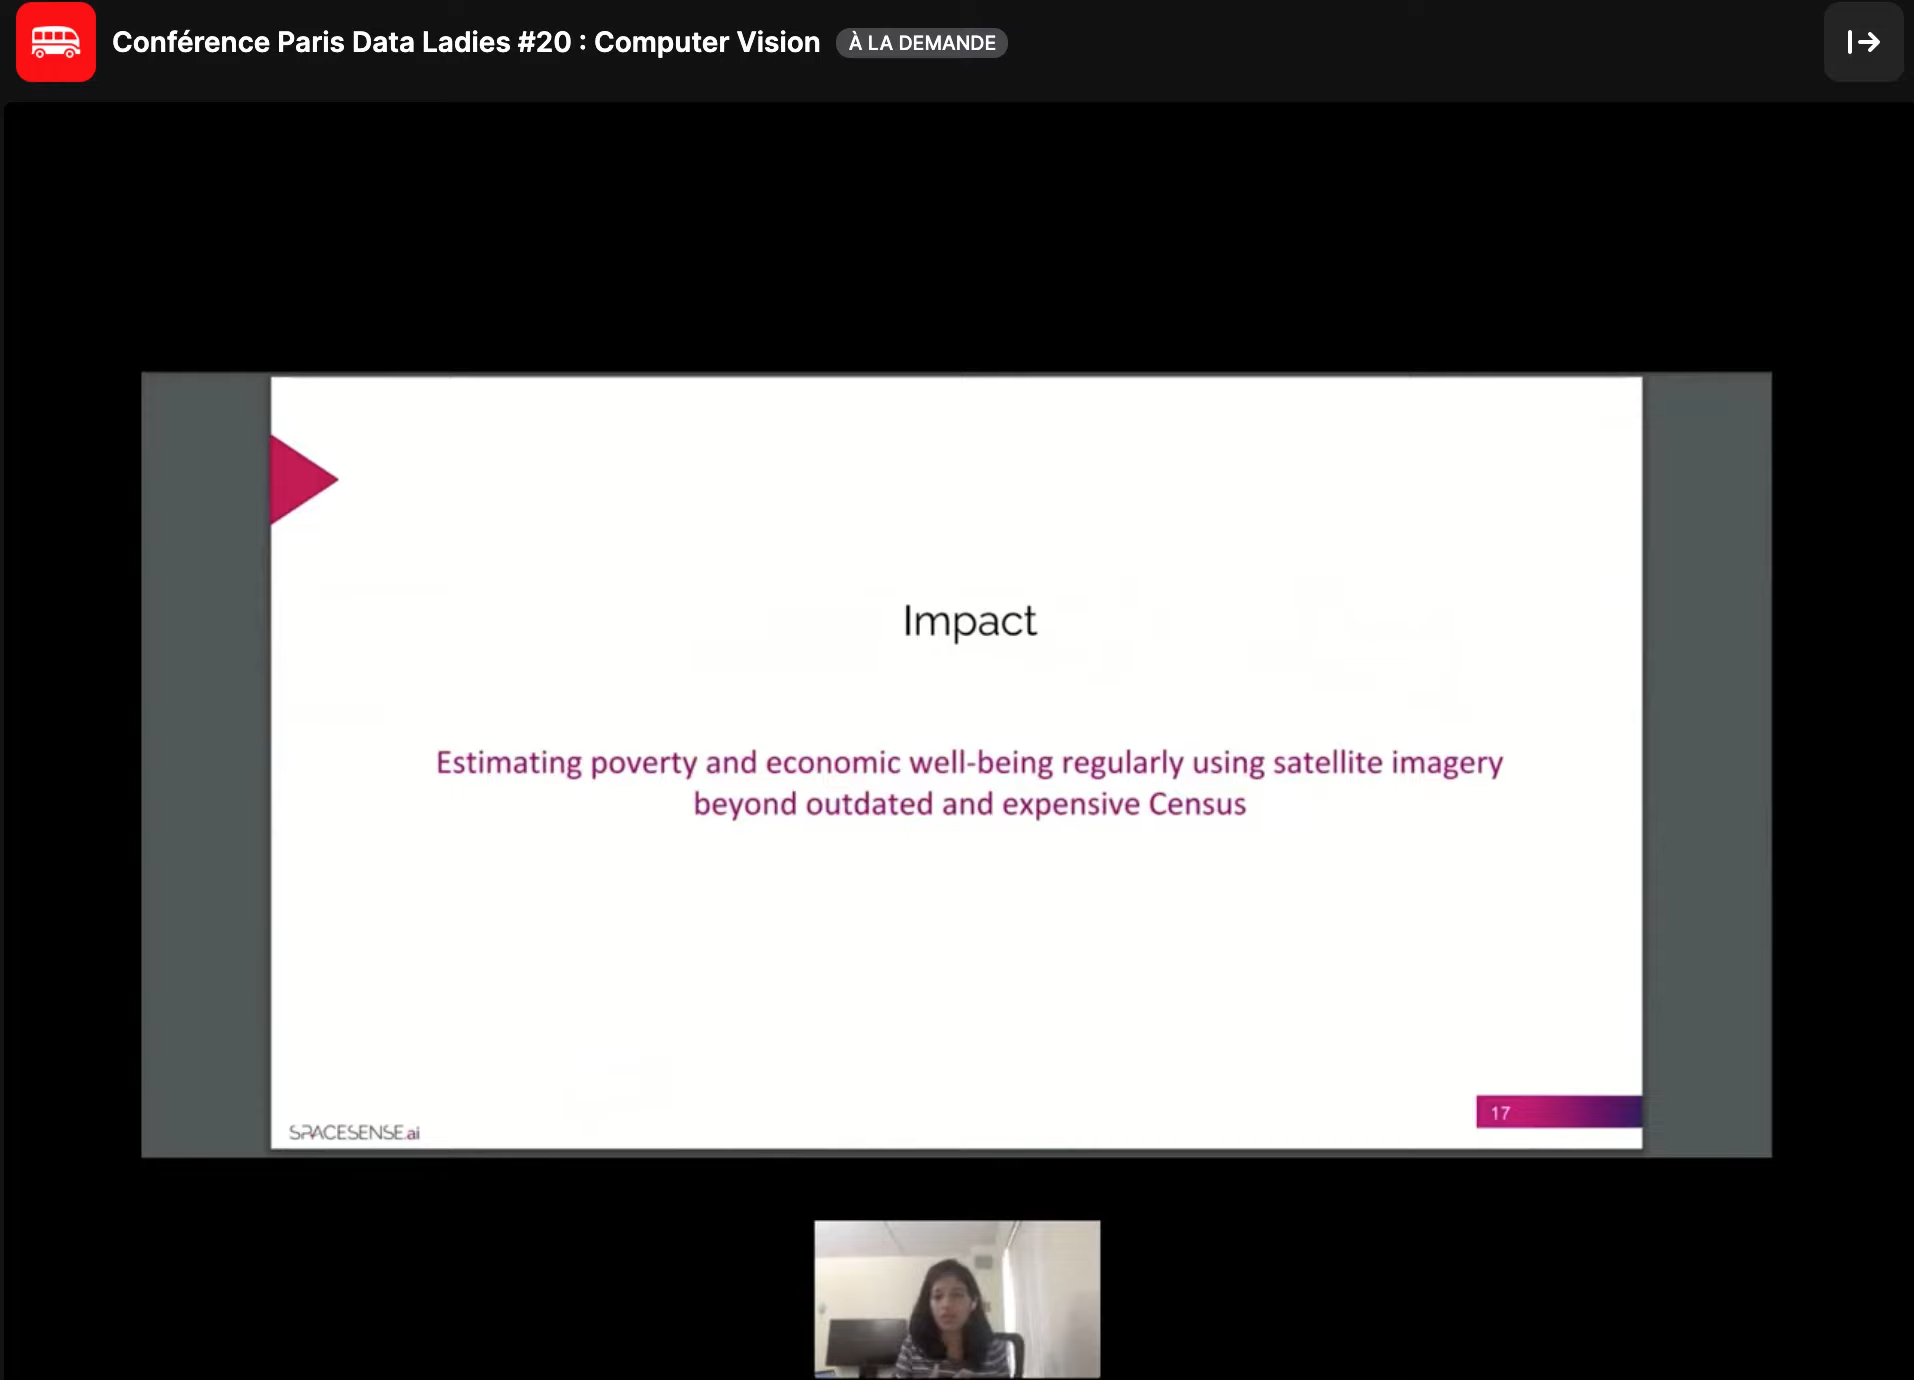 Conférence Paris Data Ladies #20 : Computer Vision À LA DEMANDE
Impact
Estimating poverty and economic well-being regularly using satellite imagery
beyond outdated and expensive Census
SPACESENSE.ai
17